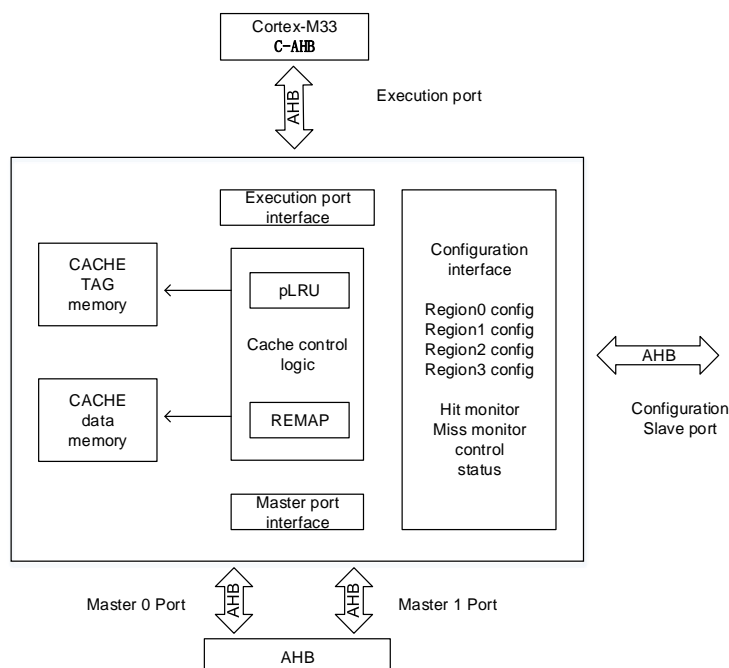 Cortex-M33
C-AHB
AHB
Execution port
Execution port
interface
CACHE
TAG
memory
pLRU
Cache control
logic
REMAP
CACHE
data
memory
Master port
interface
Configuration
interface
Region0 config
Region1 config
Region2 config
Region3 config
Hit monitor
Miss monitor
control
status
AHB
Configuration
Slave port
Master 0 Port
AHB
AHB
Master 1 Port
AHB